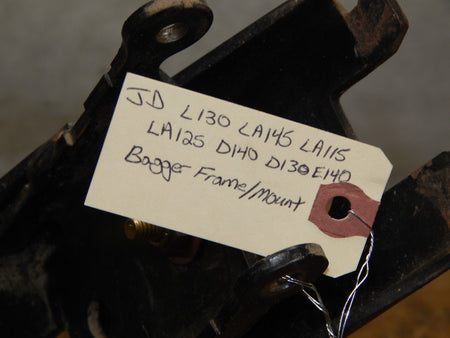 JD L130 LA145 LA115
LA125 D140 D130 E140
Bagger Frame/Mount